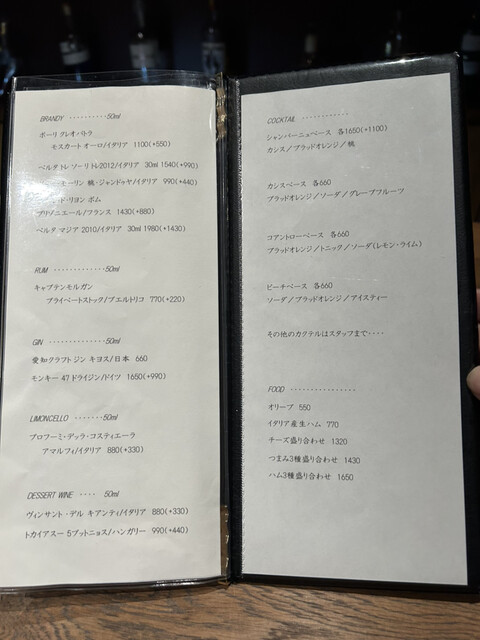 BRANDY ··········50ml
ポーリ クレオパトラ
モスカート オーロ/イタリア 1100(+550)
ベルタ トレ ソーリ トレ2012/イタリア 30ml 1540(+990)
モーリン 桃・ジャンドゥヤ/イタリア 990(+440)
ド・リヨン ポム
プリ/ニエール/フランス 1430(+880)
ベルタ マジア 2010/イタリア 30ml 1980(+1430)
RUM ·············50ml
キャプテンモルガン
プライベートストック/プエルトリコ 770(+220)
GIN ··············50ml
愛知クラフトジン キヨス/日本 660
モンキー 47 ドライジン/ドイツ 1650(+990)
LIMONCELLO ········50ml
プロフーミ・デッラ・コスティエーラ
アマルフィ/イタリア 880(+330)
DESSERT WINE ···· 50ml
ヴィンサント・デル キアンティ/イタリア 880(+330)
トカイアスー 5プットニョス/ハンガリー 990(+440)
COCKTAIL ············
シャンパーニュベース 各1650(+1100)
カシス/ブラッドオレンジ/桃
カシスベース 各660
ブラッドオレンジ/ソーダ/グレープフルーツ
コアントローベース 各660
ブラッドオレンジ/トニック/ソーダ(レモン・ライム)
ピーチベース 各660
ソーダ/ブラッドオレンジ/アイスティー
その他のカクテルはスタッフまで····
FOOD ················
オリーブ 550
イタリア産生ハム 770
チーズ盛り合わせ 1320
つまみ3種盛り合わせ 1430
ハム3種盛り合わせ 1650